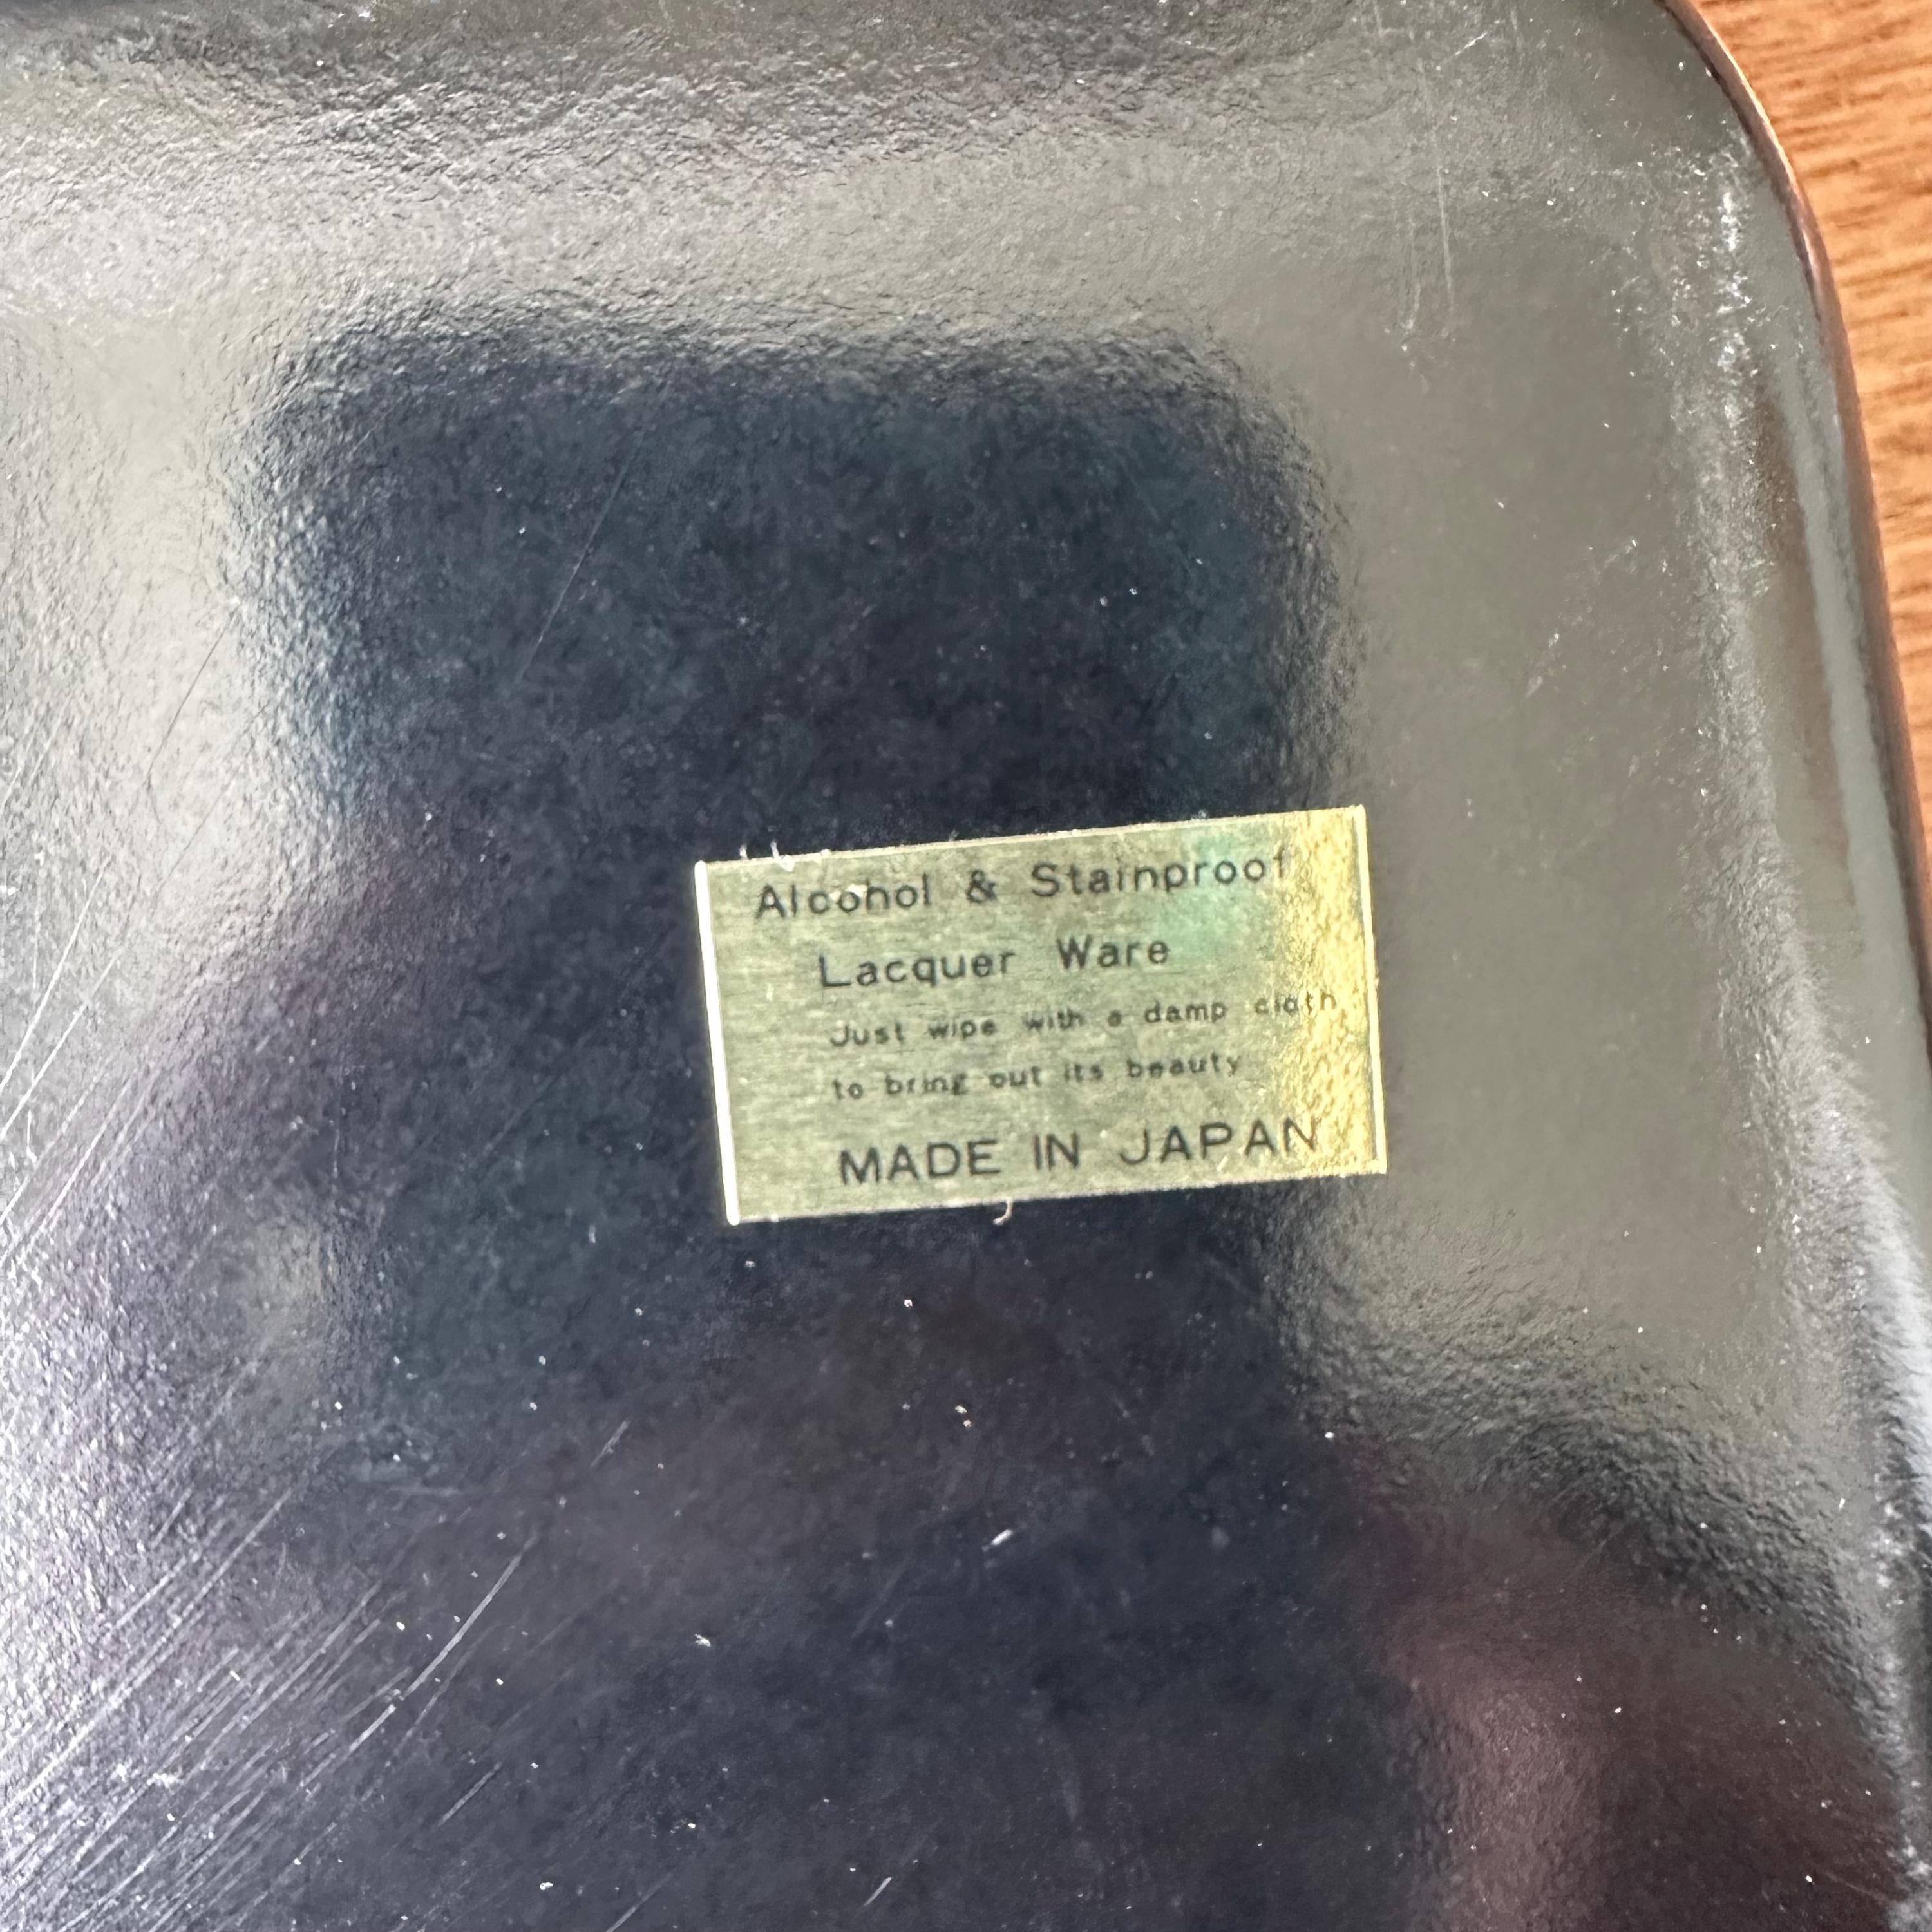 Alcohol & Stainproof
Lacquer Ware
Just wipe with a damp cloth
to bring out its beauty
MADE IN JAPAN